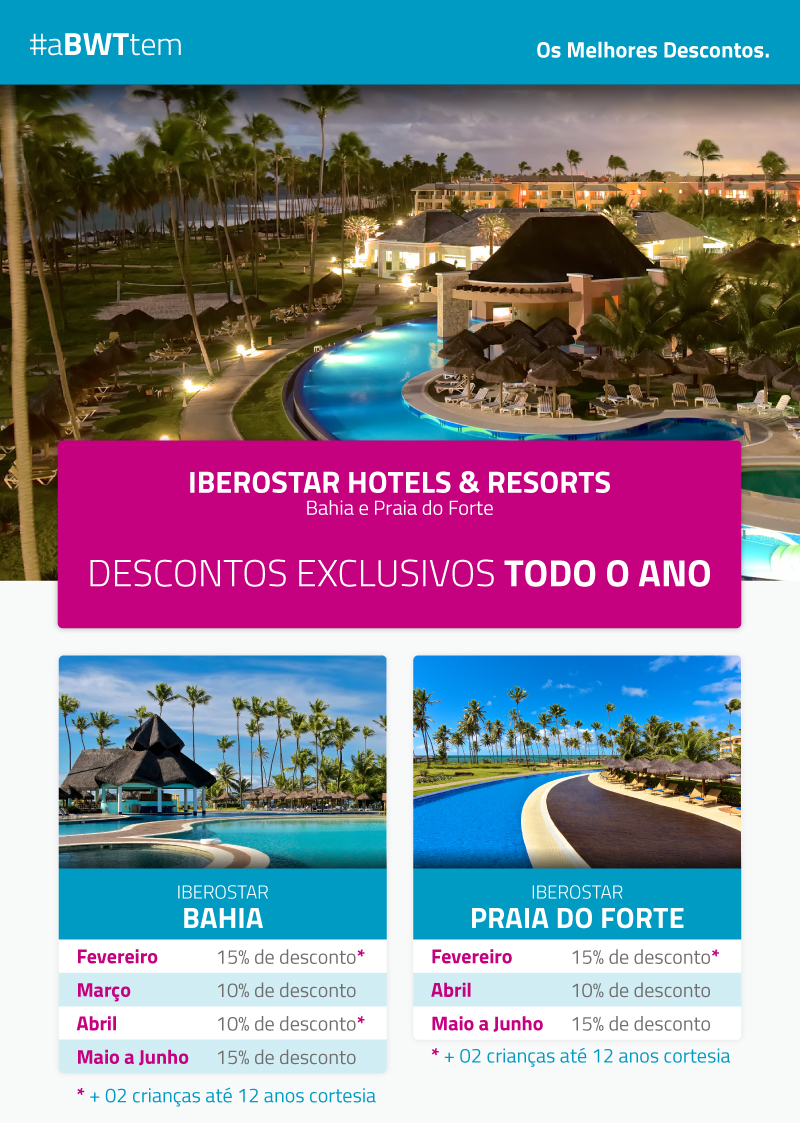 #aBWTtem
Os Melhores Descontos.
IBEROSTAR HOTELS & RESORTS
Bahia e Praia do Forte
DESCONTOS EXCLUSIVOS TODO O ANO
IBEROSTAR
BAHIA
Fevereiro 15% de desconto*
Março 10% de desconto
Abril 10% de desconto*
Maio a Junho 15% de desconto
* + 02 crianças até 12 anos cortesia
IBEROSTAR
PRAIA DO FORTE
Fevereiro 15% de desconto*
Abril 10% de desconto
Maio a Junho 15% de desconto
* + 02 crianças até 12 anos cortesia